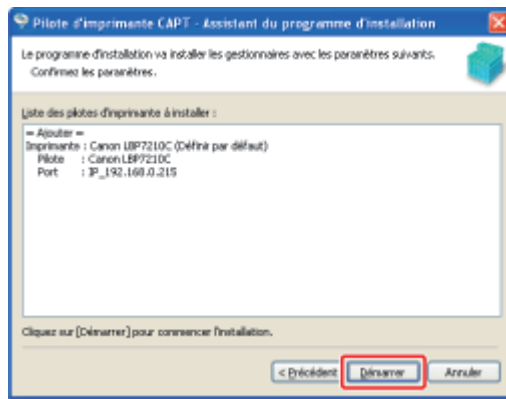 Pilote d'imprimante CAPT - Assistant du programme d'installation
Le programme d'installation va installer les gestionnaires avec les paramètres suivants.
Confirmez les paramètres.
Liste des pilotes d'imprimante à installer :
= Ajouter =
Imprimante : Canon LBP7210C (Définir par défaut)
Pilote : Canon LBP7210C
Port : IP_192.168.0.215
Cliquez sur [Démarrer] pour commencer l'installation.
< Précédent Démarrer Annuler